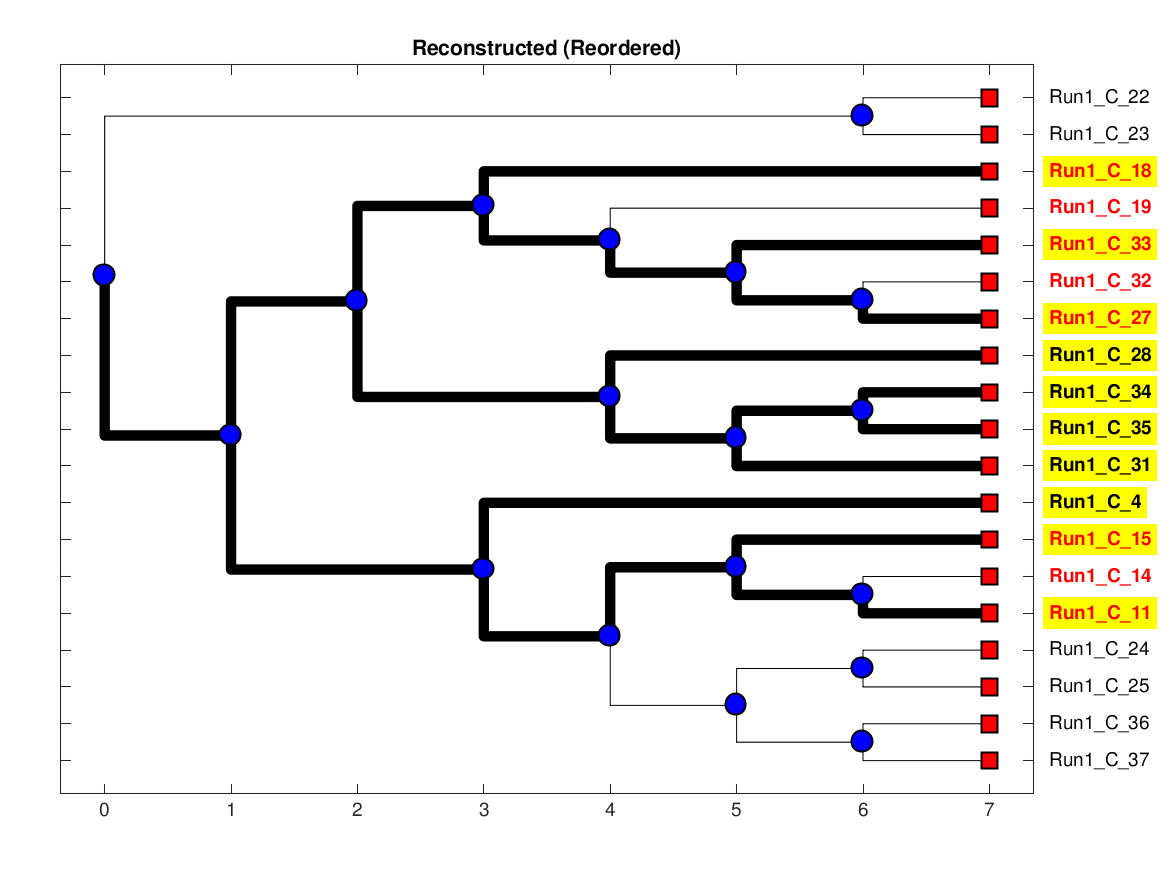 Reconstructed (Reordered)
Run1_C_22
Run1_C_23
Run1_C_18
Run1_C_19
Run1_C_33
Run1_C_32
Run1_C_27
Run1_C_28
Run1_C_34
Run1_C_35
Run1_C_31
Run1_C_4
Run1_C_15
Run1_C_14
Run1_C_11
Run1_C_24
Run1_C_25
Run1_C_36
Run1_C_37
0 1 2 3 4 5 6 7